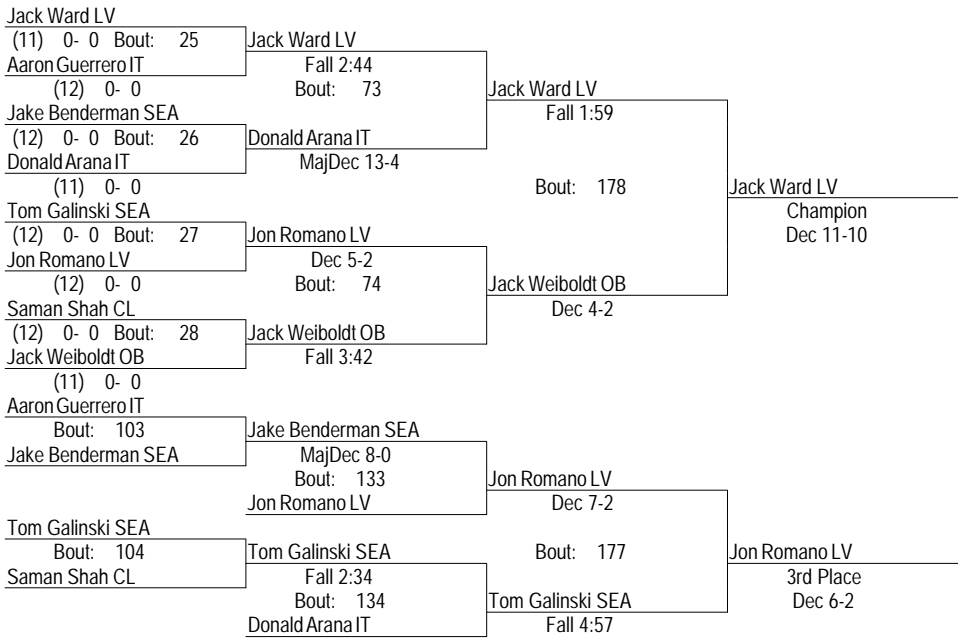 Jack Ward LV
(11) 0- 0 Bout: 25 Jack Ward LV
Aaron Guerrero IT Fall 2:44
(12) 0- 0 Bout: 73 Jack Ward LV
Jake Benderman SEA Fall 1:59
(12) 0- 0 Bout: 26 Donald Arana IT
Donald Arana IT MajDec 13-4
(11) 0- 0 Bout: 178 Jack Ward LV
Tom Galinski SEA Champion
(12) 0- 0 Bout: 27 Jon Romano LV Dec 11-10
Jon Romano LV Dec 5-2
(12) 0- 0 Bout: 74 Jack Weiboldt OB
Saman Shah CL Dec 4-2
(12) 0- 0 Bout: 28 Jack Weiboldt OB
Jack Weiboldt OB Fall 3:42
(11) 0- 0
Aaron Guerrero IT
Bout: 103 Jake Benderman SEA
Jake Benderman SEA MajDec 8-0
Bout: 133 Jon Romano LV
Jon Romano LV Dec 7-2
Tom Galinski SEA
Bout: 104 Tom Galinski SEA Bout: 177 Jon Romano LV
Saman Shah CL Fall 2:34 3rd Place
Bout: 134 Tom Galinski SEA Dec 6-2
Donald Arana IT Fall 4:57